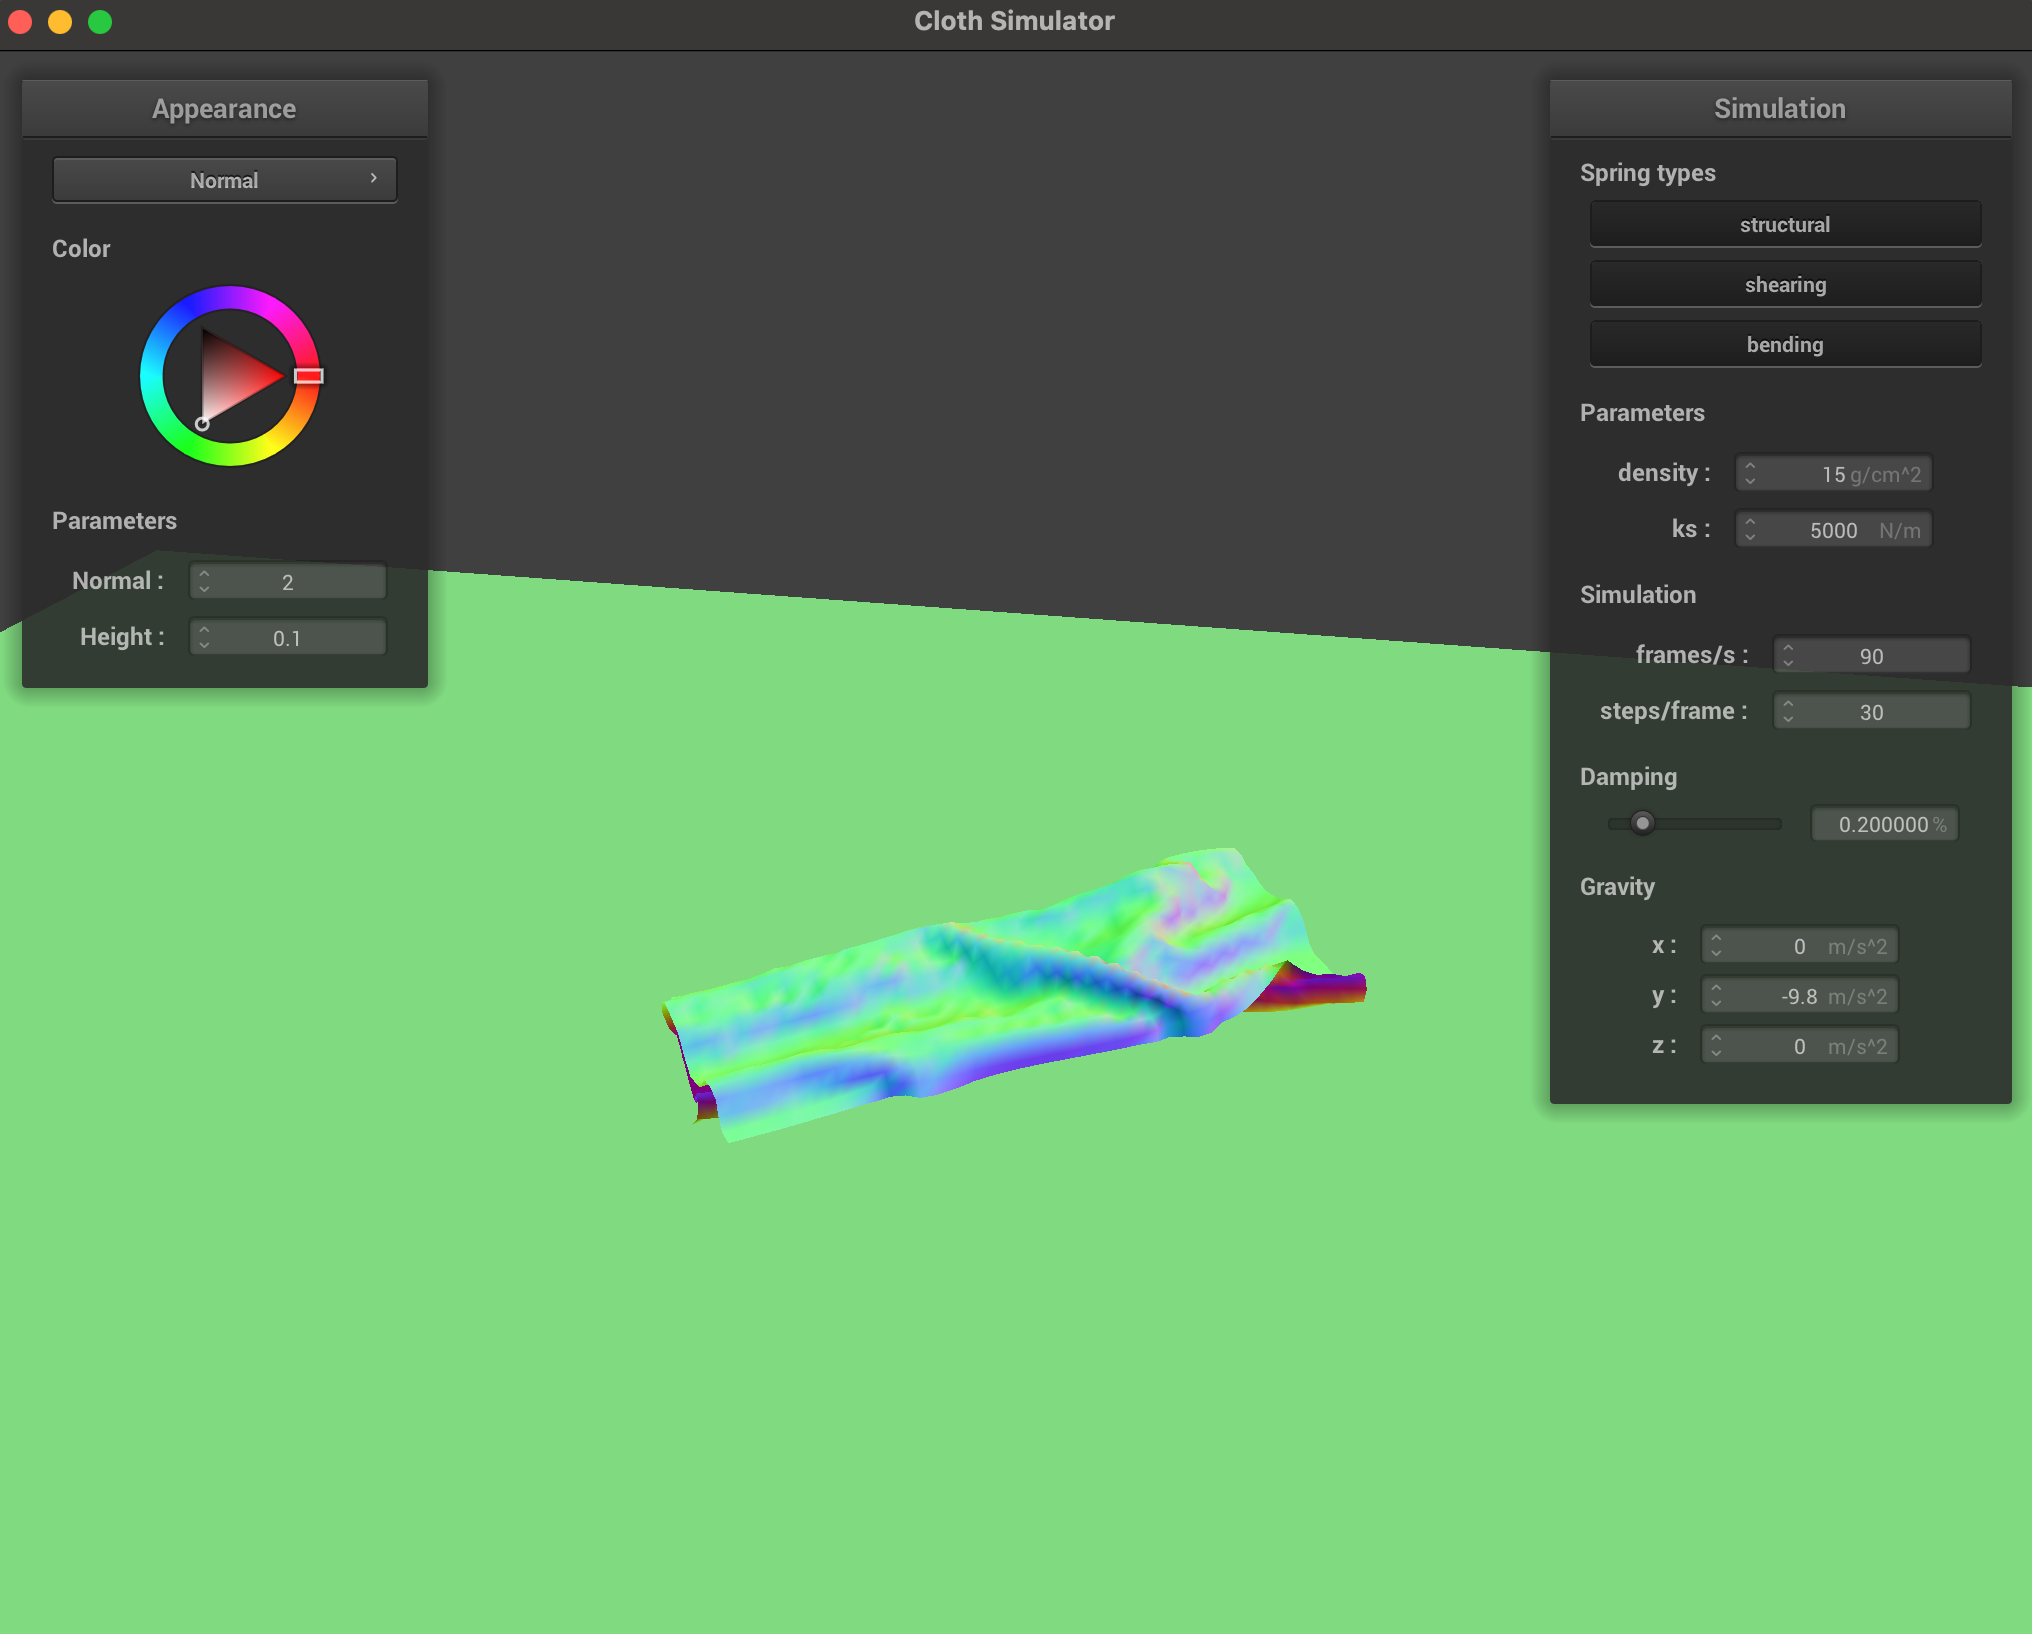 Cloth Simulator
Appearance
Normal
Color
Parameters
Normal : 2
Height : 0.1
Simulation
Spring types
structural
shearing
bending
Parameters
density : 15 g/cm^2
ks : 5000 N/m
Simulation
frames/s : 90
steps/frame : 30
Damping
0.200000 %
Gravity
x : 0 m/s^2
y : -9.8 m/s^2
z : 0 m/s^2